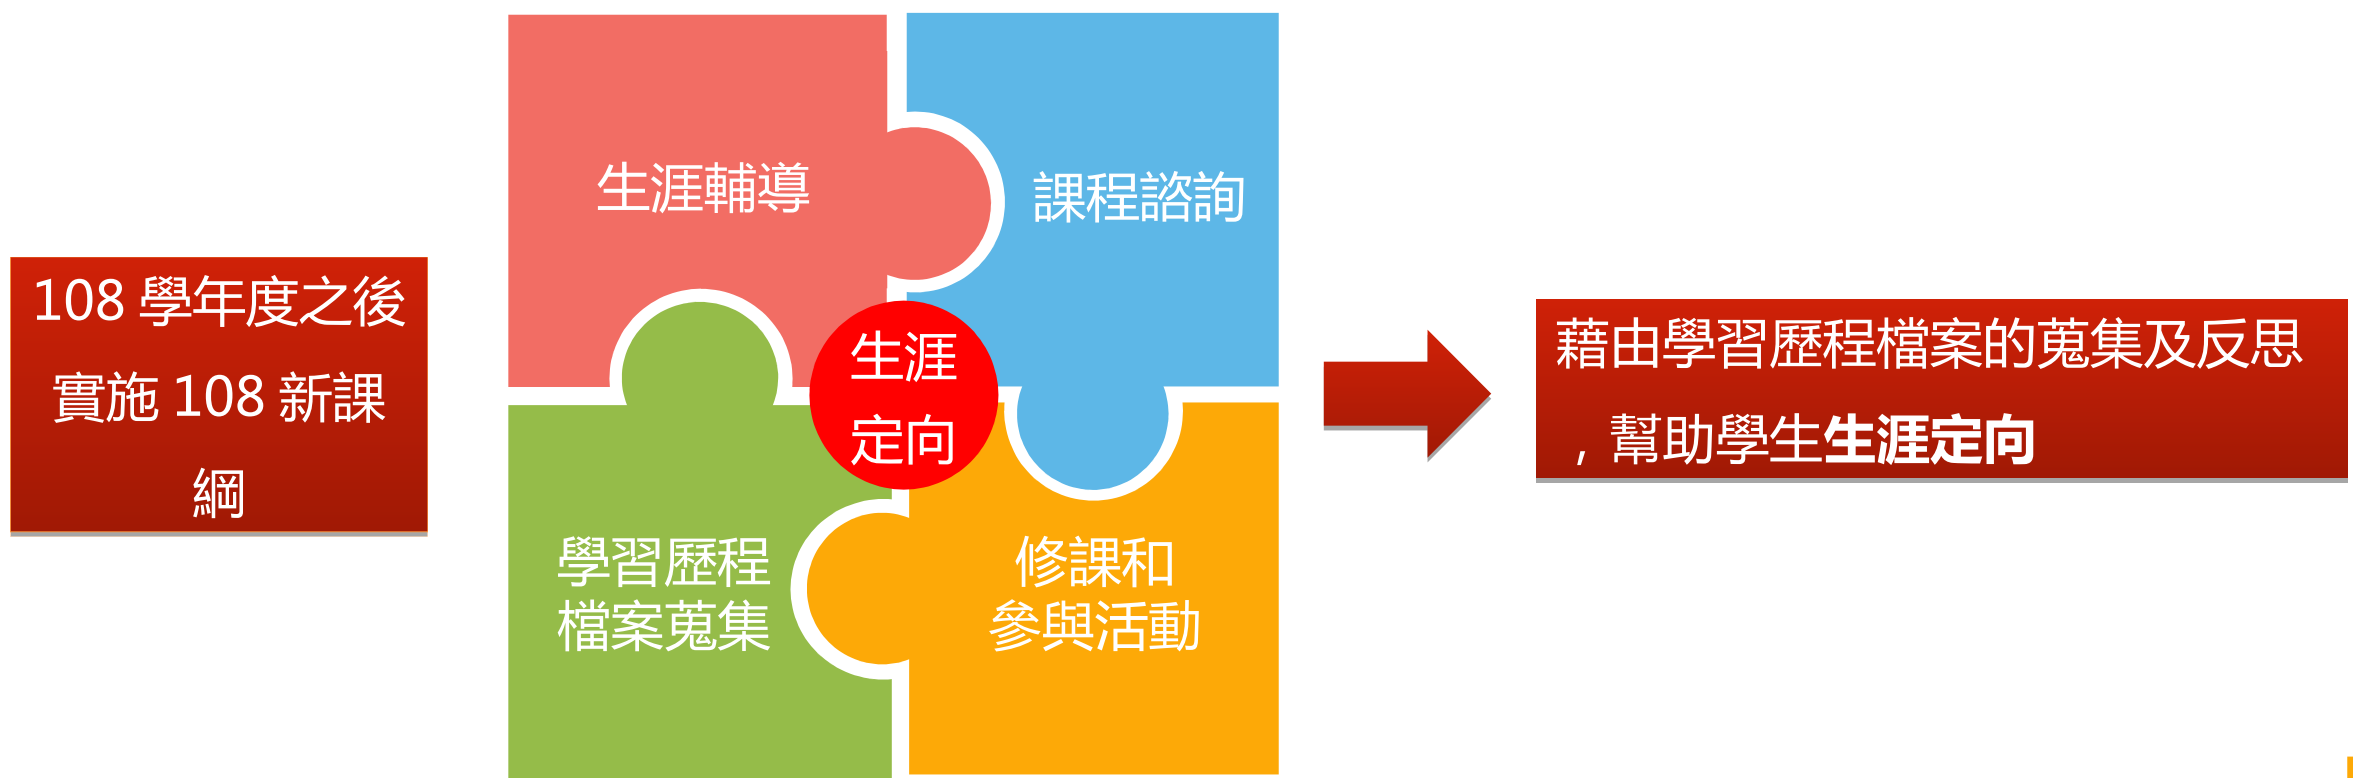 108 學年度之後
實施 108 新課
綱
生涯輔導
課程諮詢
生涯
定向
學習歷程
檔案蒐集
修課和
參與活動
藉由學習歷程檔案的蒐集及反思
，幫助學生生涯定向